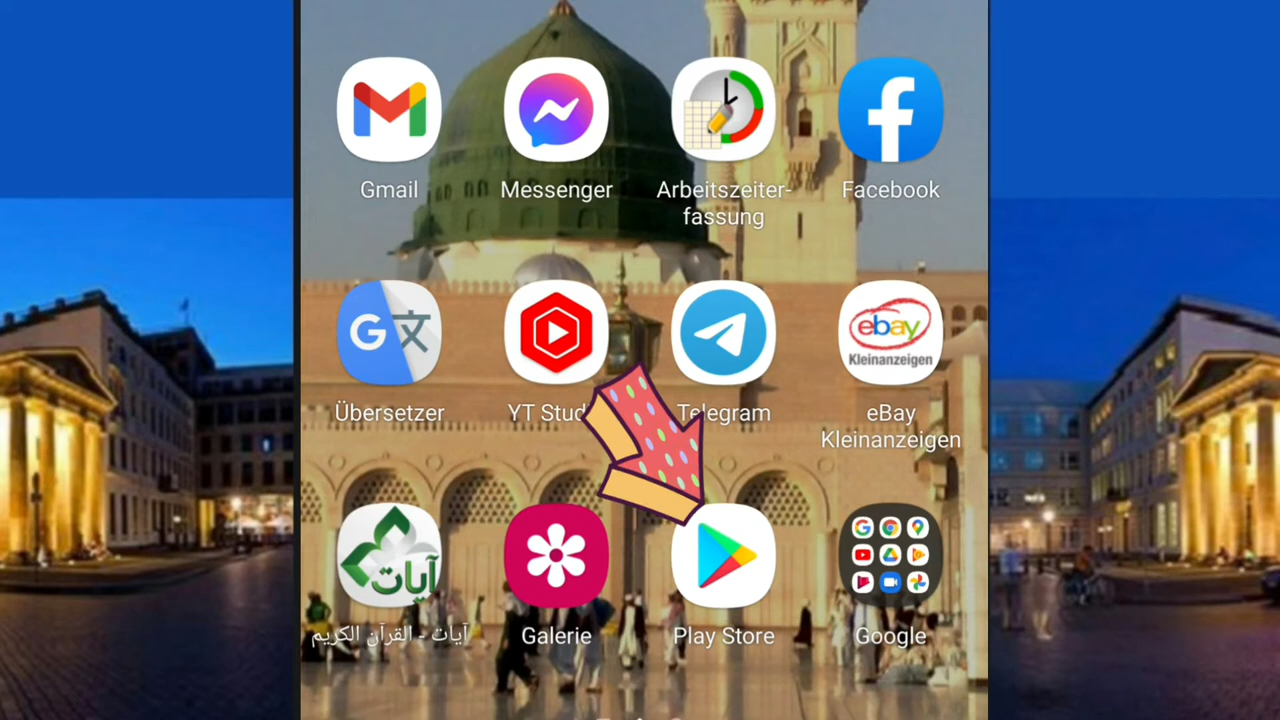 Gmail
Messenger
Arbeitszeiter-
fassung
Facebook
G 文
ebay
Kleinanzeigen
Übersetzer
YT Stud
Telegram
eBay
Kleinanzeigen
آيات
آيات - القرآن الكريم
Galerie
Play Store
Google